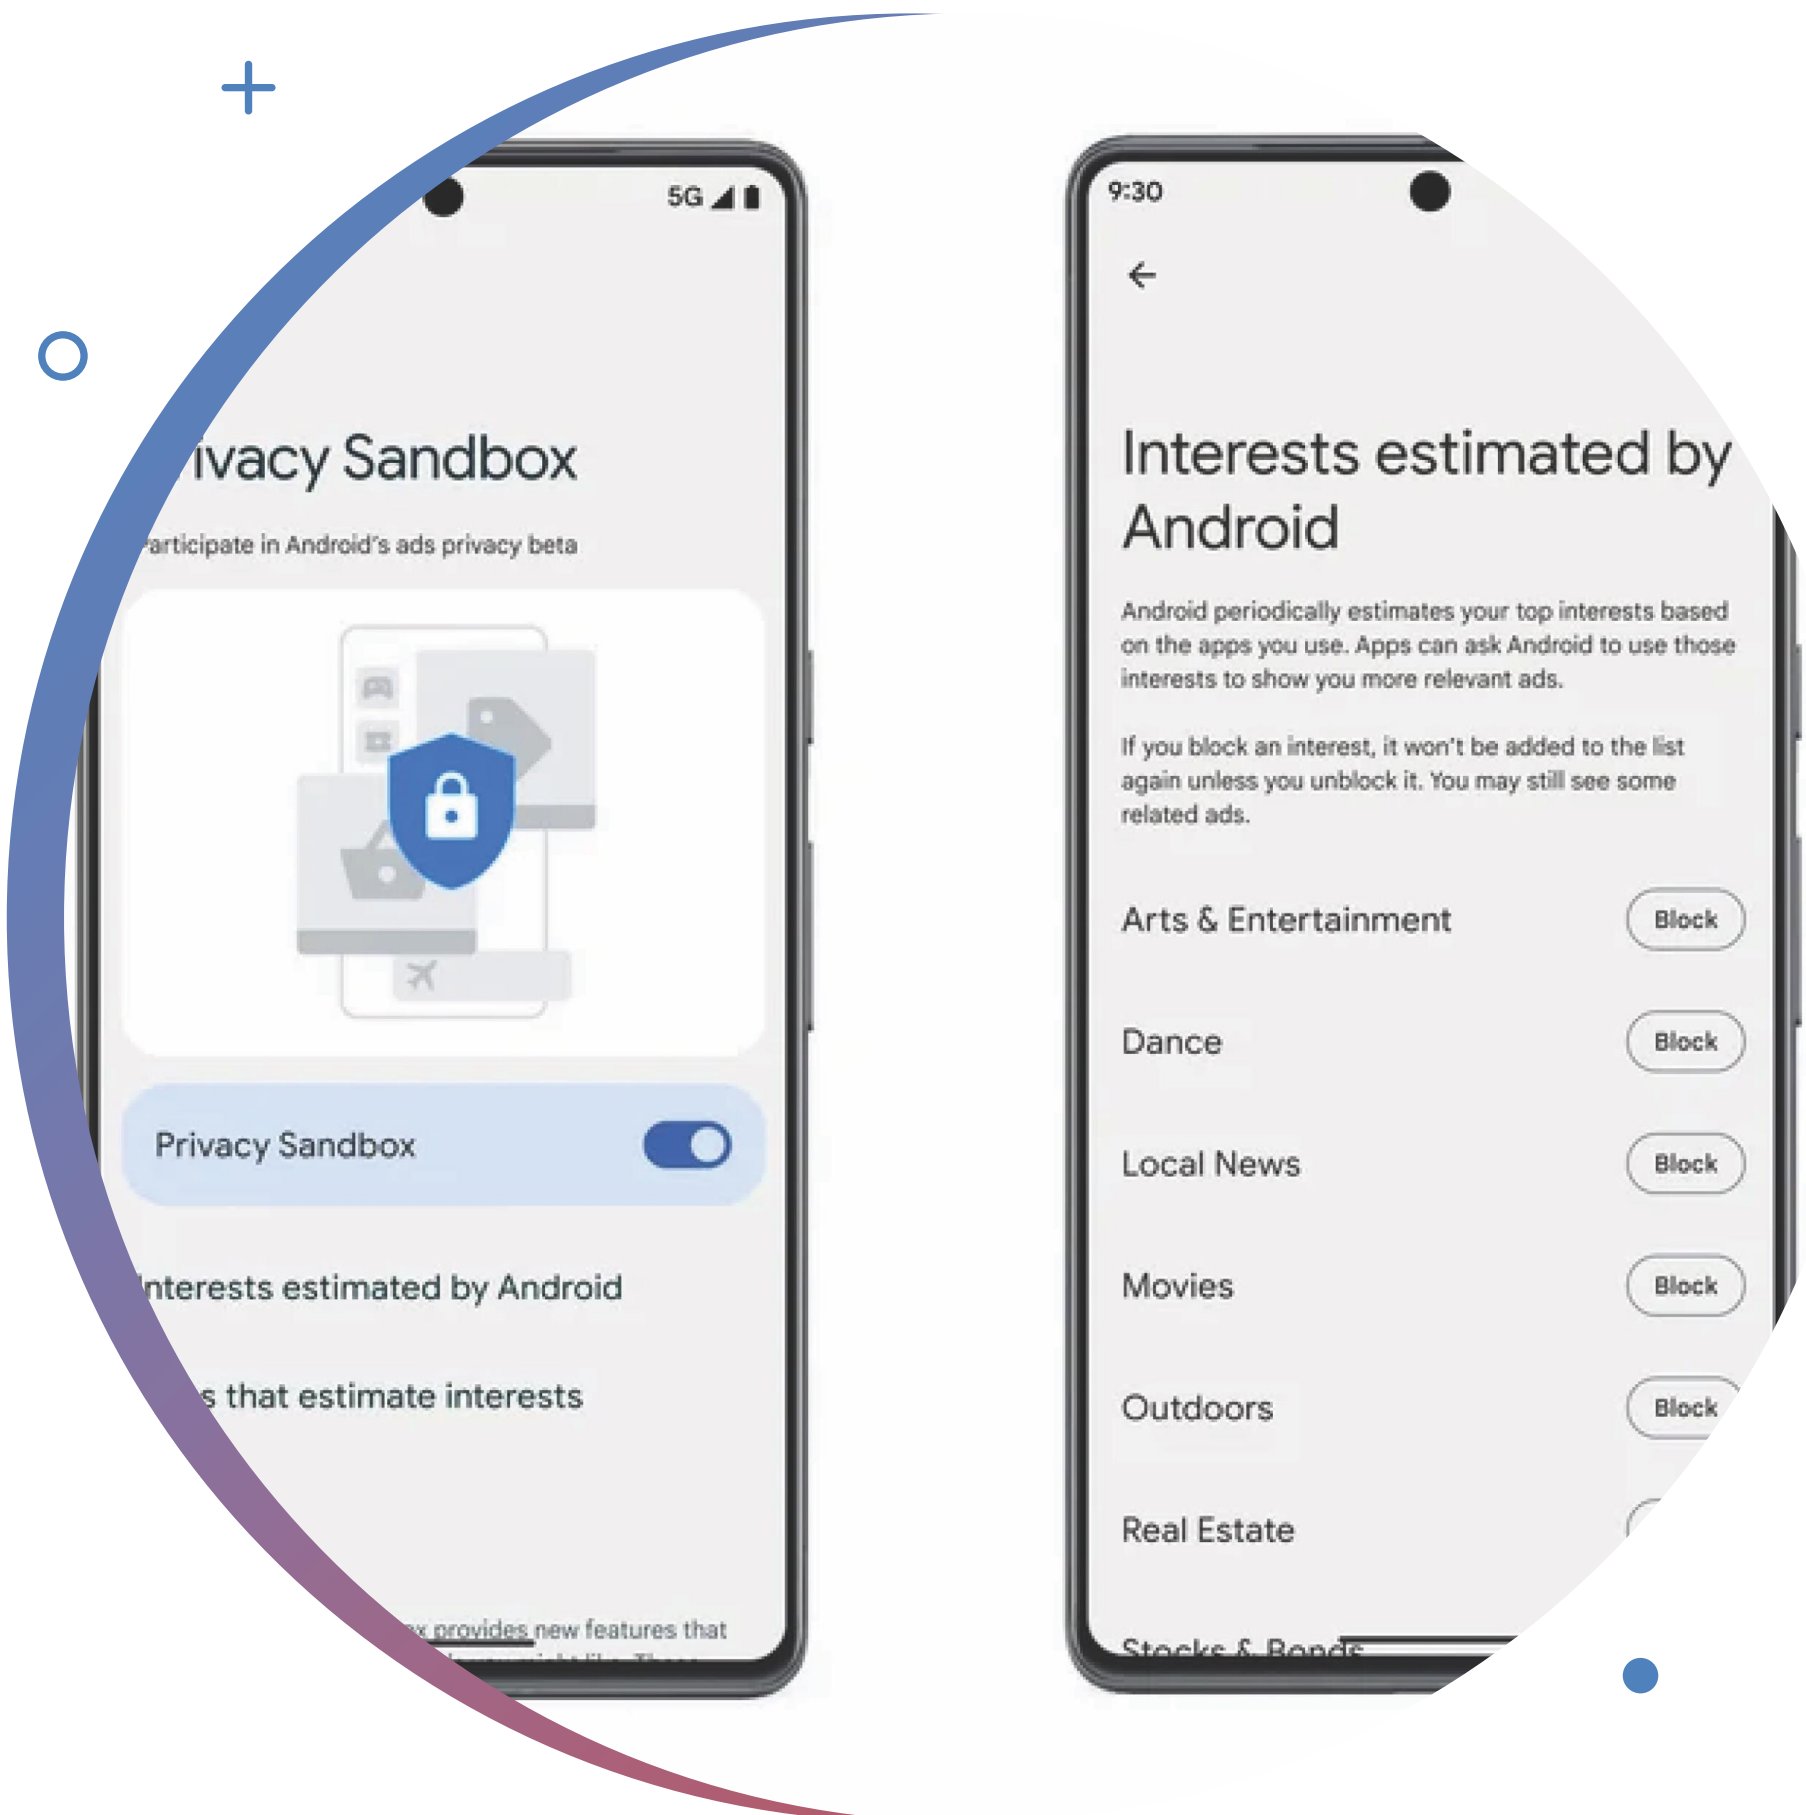 5G
ivacy Sandbox
articipate in Android's ads privacy beta
Privacy Sandbox
Interests estimated by Android
s that estimate interests
provides new features that
9:30
Interests estimated by
Android
Android periodically estimates your top interests based
on the apps you use. Apps can ask Android to use those
interests to show you more relevant ads.
If you block an interest, it won't be added to the list
again unless you unblock it. You may still see some
related ads.
Arts & Entertainment
Block
Dance
Block
Local News
Block
Movies
Block
Outdoors
Block
Real Estate
Stocks & Bonds